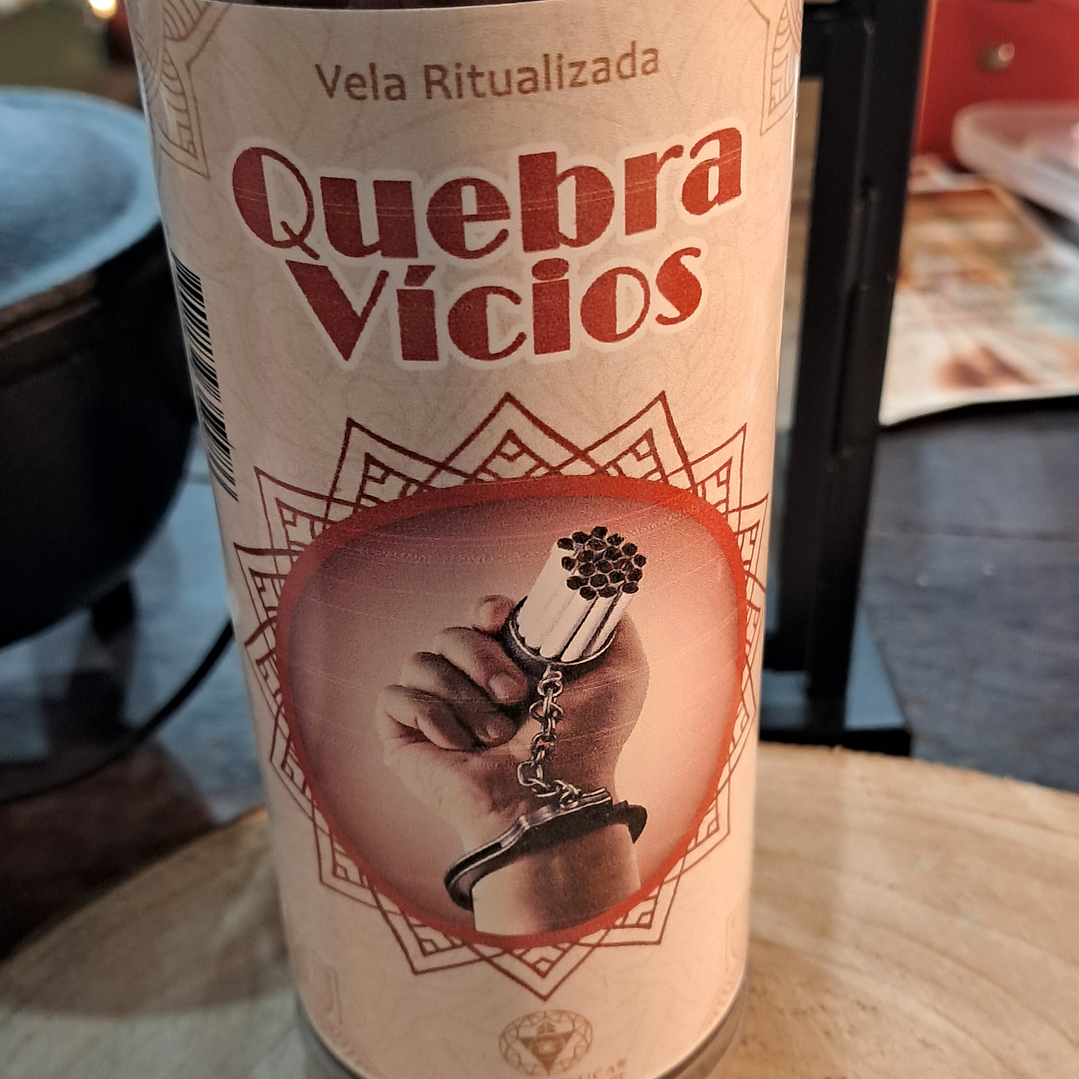 Vela Ritualizada
Quebra
Vícios